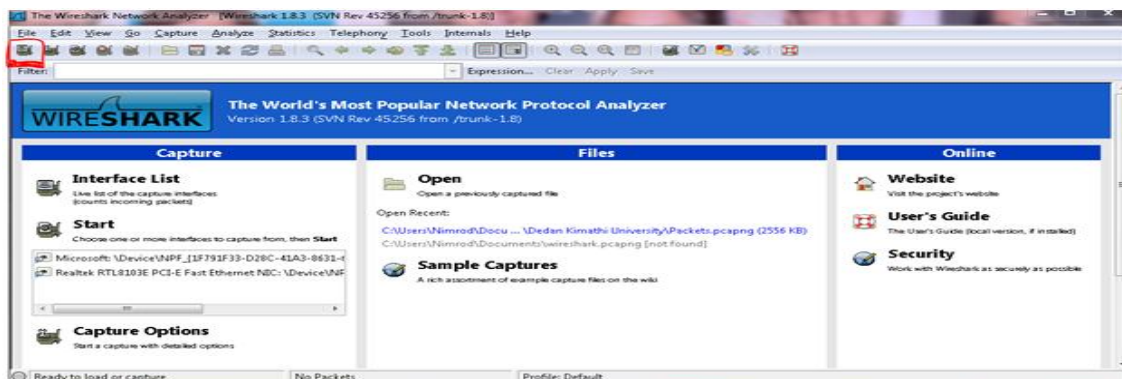 The Wireshark Network Analyzer [Wireshark 1.8.3 (SVN Rev 45256 from /trunk-1.8)]
File Edit View Go Capture Analyze Statistics Telephony Tools Internals Help
Filter: Expression... Clear Apply Save
WIRESHARK
The World's Most Popular Network Protocol Analyzer
Version 1.8.3 (SVN Rev 45256 from /trunk-1.8)
Capture
Interface List
Live list of the capture interfaces
(counts incoming packets)
Start
Choose one or more interfaces to capture from, then Start
Microsoft: \Device\NPF_{1F791F33-D28C-41A3-8631-
Realtek RTL8103E PCI-E Fast Ethernet NIC: \Device\NF
Capture Options
Start a capture with detailed options
Files
Open
Open a previously captured file
Open Recent:
C:\Users\Nimrod\Docu ... \Dedan Kimathi University\Packets.pcapng (2556 KB)
C:\Users\Nimrod\Documents\wireshark.pcapng [not found]
Sample Captures
A rich assortment of example capture files on the wiki
Online
Website
Visit the project's website
User's Guide
The User's Guide (local version, if installed)
Security
Work with Wireshark as securely as possible
Ready to load or capture No Packets Profile: Default